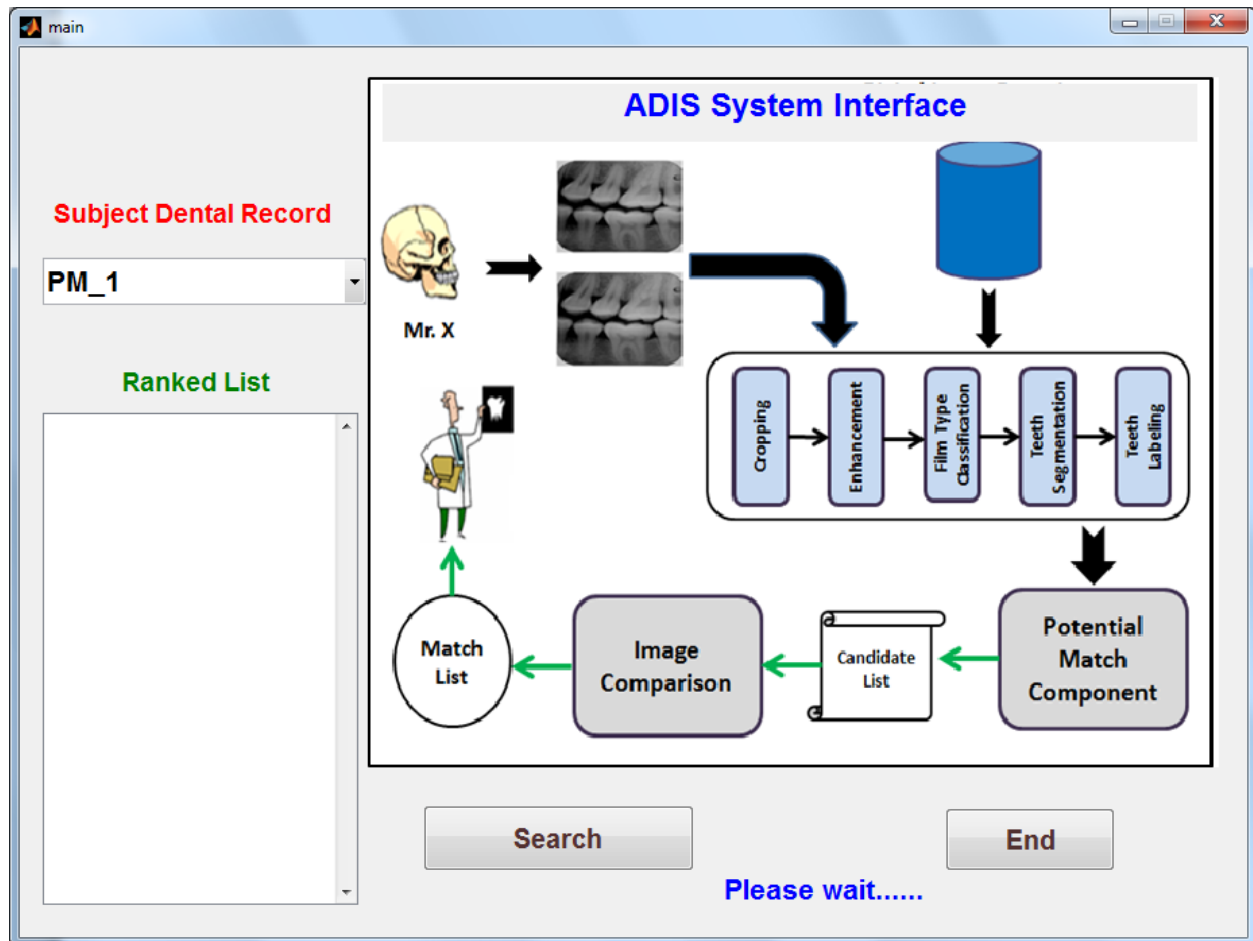 main
ADIS System Interface
Subject Dental Record
PM_1
Mr. X
Ranked List
Cropping
Enhancement
Film Type
Classification
Teeth
Segmentation
Teeth
Labeling
Match
List
Image
Comparison
Candidate
List
Potential
Match
Component
Search
End
Please wait......